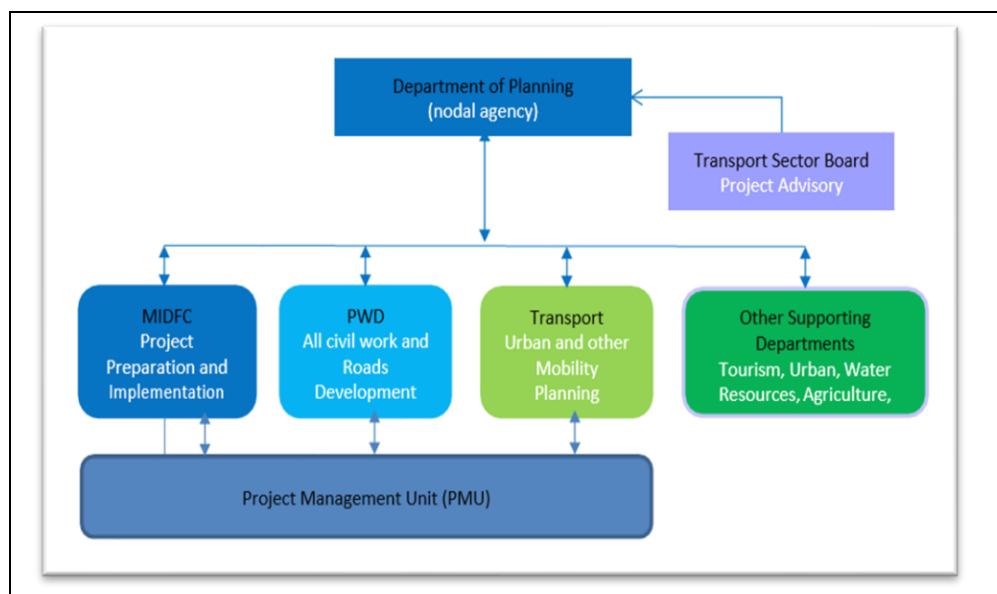 Department of Planning
(nodal agency)
Transport Sector Board
Project Advisory
MIDFC
Project
Preparation and
Implementation
PWD
All civil work and
Roads
Development
Transport
Urban and other
Mobility
Planning
Other Supporting
Departments
Tourism, Urban, Water
Resources, Agriculture,
Project Management Unit (PMU)